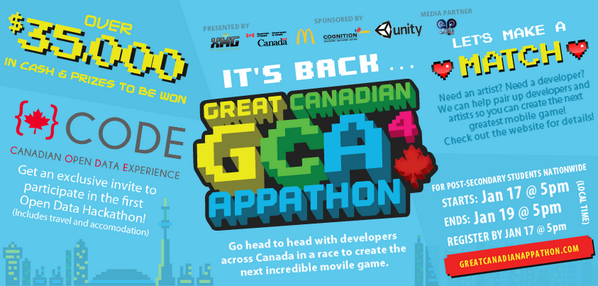 OVER
$35,000
IN CASH & PRIZES TO BE WON
{ } CODE
CANADIAN OPEN DATA EXPERIENCE
Get an exclusive invite to
participate in the first
Open Data Hackathon!
(Includes travel and accomodation)
PRESENTED BY
XMG
Canada
SPONSORED BY
COGNITION
unity
MEDIA PARTNER
IT'S BACK ...
GREAT CANADIAN
GCA 4
APPATHON
Go head to head with developers
across Canada in a race to create the
next incredible movile game.
LET'S MAKE A
MATCH
Need an artist? Need a developer?
We can help pair up developers and
artists so you can create the next
greatest mobile game!
Check out the website for details!
FOR POST-SECONDARY STUDENTS NATIONWIDE
STARTS: Jan 17 @ 5pm
ENDS: Jan 19 @ 5pm
(LOCAL TIME)
REGISTER BY JAN 17 @ 5pm
GREATCANADIANAPPATHON.COM